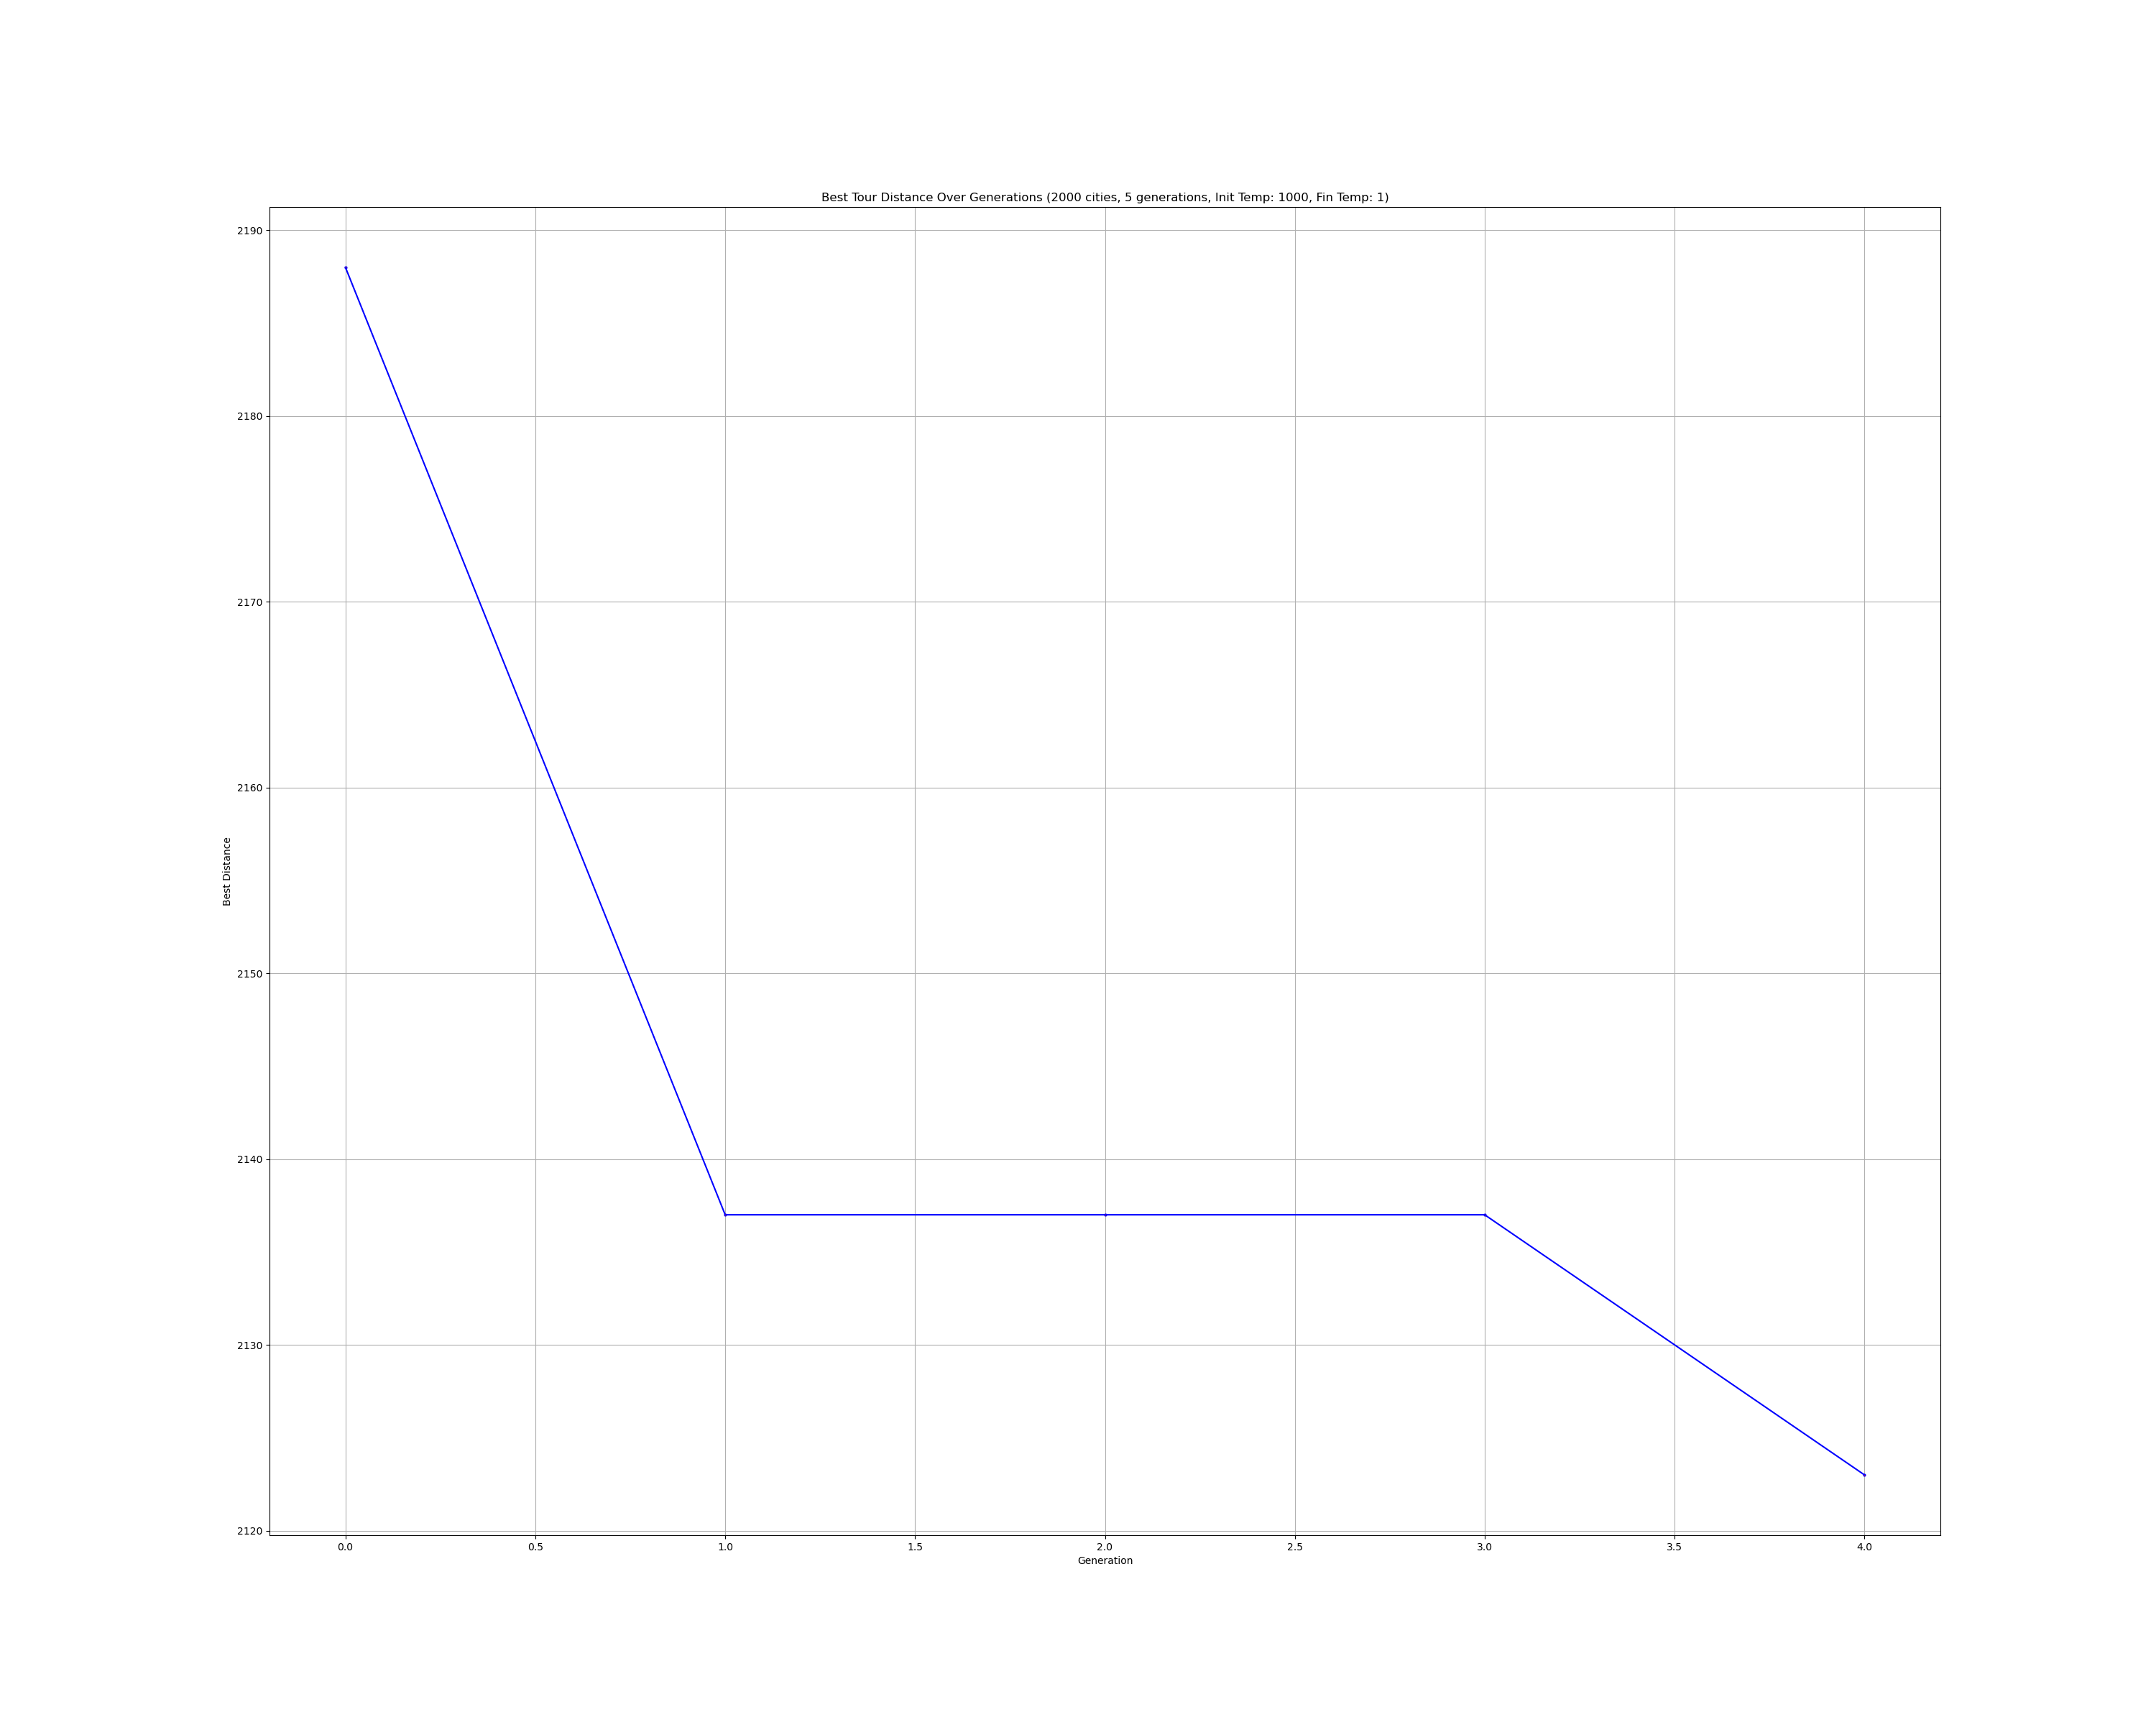 Best Tour Distance Over Generations (2000 cities, 5 generations, Init Temp: 1000, Fin Temp: 1)
2190
2180
2170
2160
2150
2140
2130
2120
Best Distance
0.0 0.5 1.0 1.5 2.0 2.5 3.0 3.5 4.0
Generation